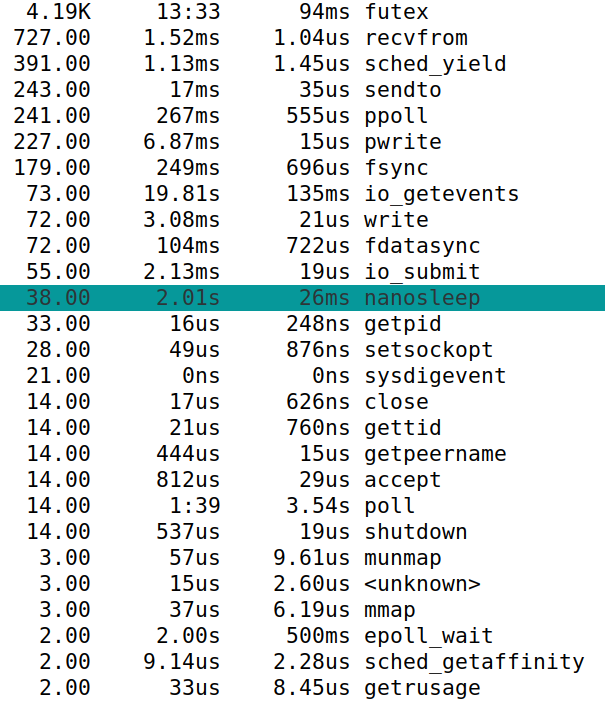 4.19K 13:33 94ms futex
727.00 1.52ms 1.04us recvfrom
391.00 1.13ms 1.45us sched_yield
243.00 17ms 35us sendto
241.00 267ms 555us ppoll
227.00 6.87ms 15us pwrite
179.00 249ms 696us fsync
73.00 19.81s 135ms io_getevents
72.00 3.08ms 21us write
72.00 104ms 722us fdatasync
55.00 2.13ms 19us io_submit
38.00 2.01s 26ms nanosleep
33.00 16us 248ns getpid
28.00 49us 876ns setsockopt
21.00 0ns 0ns sysdigevent
14.00 17us 626ns close
14.00 21us 760ns gettid
14.00 444us 15us getpeername
14.00 812us 29us accept
14.00 1:39 3.54s poll
14.00 537us 19us shutdown
3.00 57us 9.61us munmap
3.00 15us 2.60us <unknown>
3.00 37us 6.19us mmap
2.00 2.00s 500ms epoll_wait
2.00 9.14us 2.28us sched_getaffinity
2.00 33us 8.45us getrusage